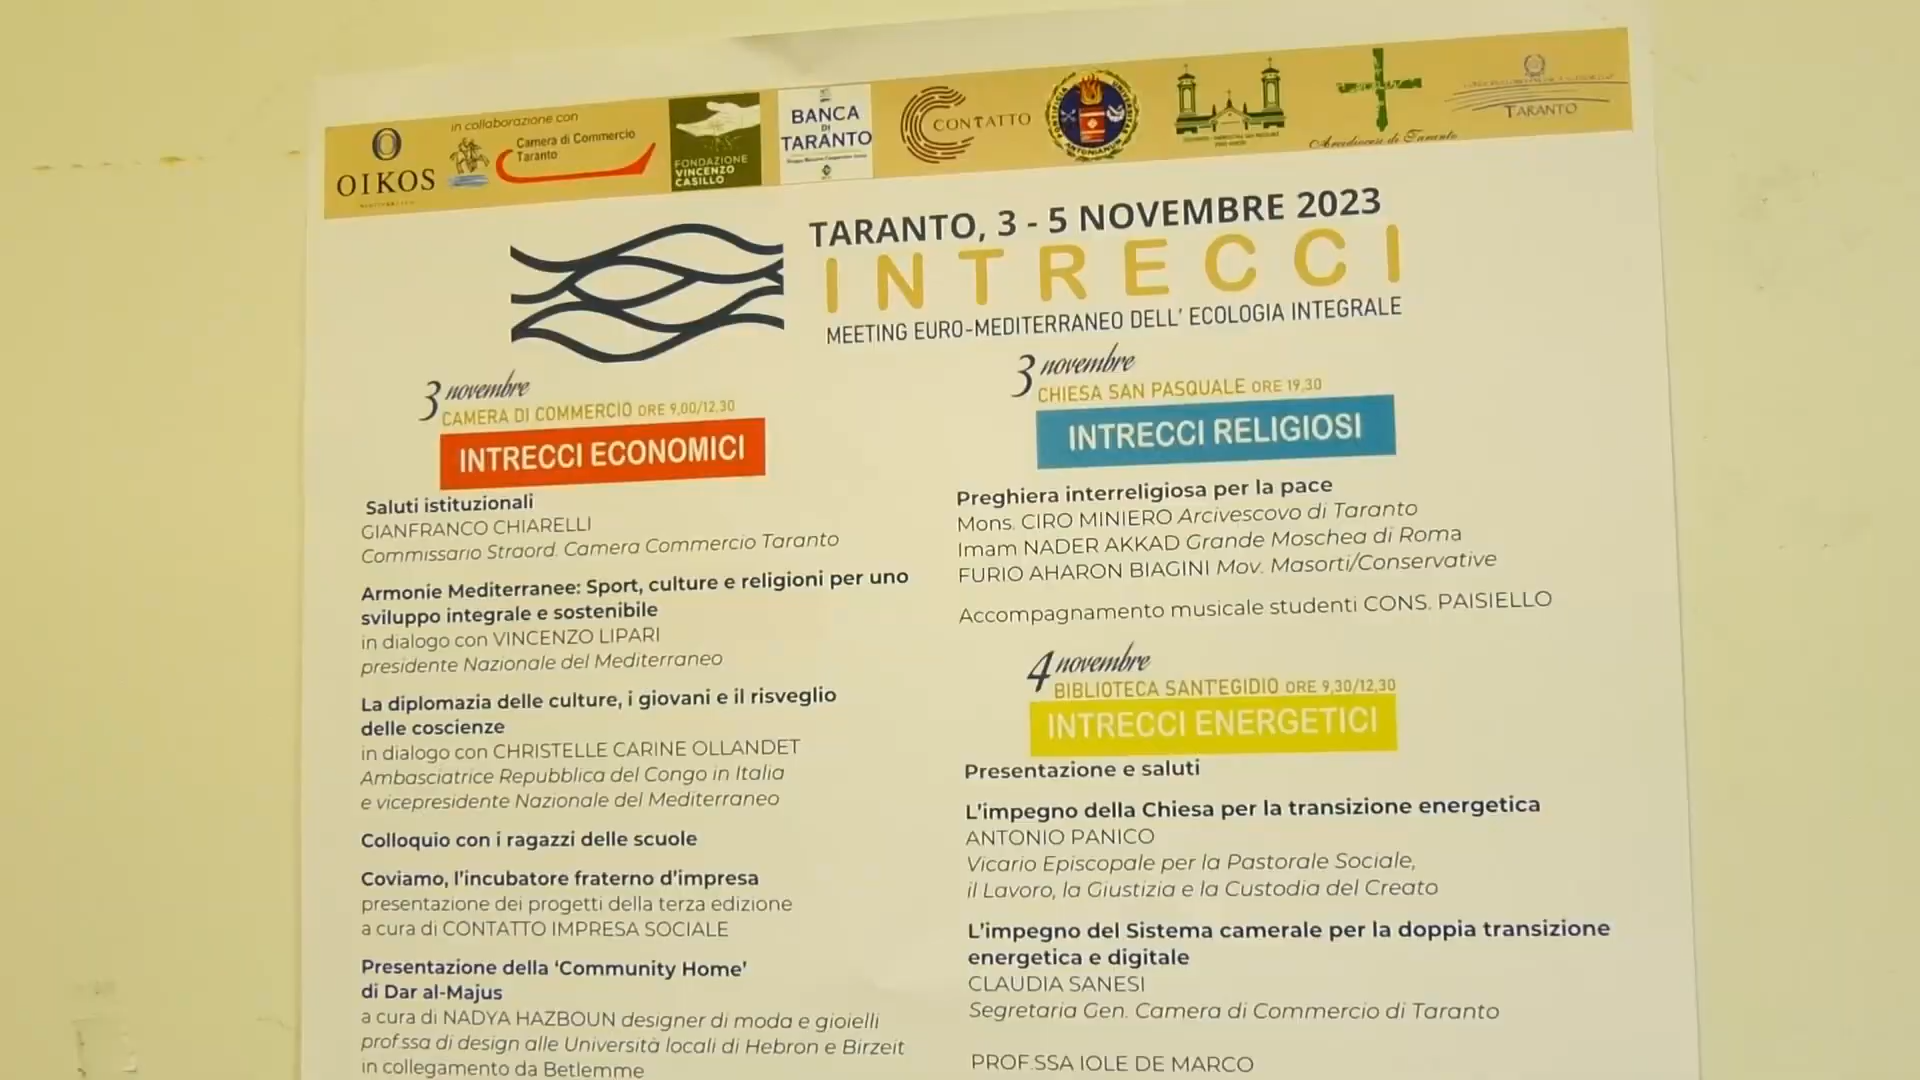 OIKOS
in collaborazione con
Camera di Commercio
Taranto
FONDAZIONE
VINCENZO
CASILLO
BANCA
DI
TARANTO
CONTATTO
PONTIFICIA UNIVERSITAS
ANTONIANUM
Arcidiocesi di Taranto
TARANTO
TARANTO, 3 - 5 NOVEMBRE 2023
INTRECCI
MEETING EURO-MEDITERRANEO DELL' ECOLOGIA INTEGRALE
3 novembre
CAMERA DI COMMERCIO ORE 9,00/12,30
INTRECCI ECONOMICI
Saluti istituzionali
GIANFRANCO CHIARELLI
Commissario Straord. Camera Commercio Taranto
Armonie Mediterranee: Sport, culture e religioni per uno
sviluppo integrale e sostenibile
in dialogo con VINCENZO LIPARI
presidente Nazionale del Mediterraneo
La diplomazia delle culture, i giovani e il risveglio
delle coscienze
in dialogo con CHRISTELLE CARINE OLLANDET
Ambasciatrice Repubblica del Congo in Italia
e vicepresidente Nazionale del Mediterraneo
Colloquio con i ragazzi delle scuole
Coviamo, l'incubatore fraterno d'impresa
presentazione dei progetti della terza edizione
a cura di CONTATTO IMPRESA SOCIALE
Presentazione della 'Community Home'
di Dar al-Majus
a cura di NADYA HAZBOUN designer di moda e gioielli
prof.ssa di design alle Università locali di Hebron e Birzeit
in collegamento da Betlemme
3 novembre
CHIESA SAN PASQUALE ORE 19,30
INTRECCI RELIGIOSI
Preghiera interreligiosa per la pace
Mons. CIRO MINIERO Arcivescovo di Taranto
Imam NADER AKKAD Grande Moschea di Roma
FURIO AHARON BIAGINI Mov. Masorti/Conservative
Accompagnamento musicale studenti CONS. PAISIELLO
4 novembre
BIBLIOTECA SANT'EGIDIO ORE 9,30/12,30
INTRECCI ENERGETICI
Presentazione e saluti
L'impegno della Chiesa per la transizione energetica
ANTONIO PANICO
Vicario Episcopale per la Pastorale Sociale,
il Lavoro, la Giustizia e la Custodia del Creato
L'impegno del Sistema camerale per la doppia transizione
energetica e digitale
CLAUDIA SANESI
Segretaria Gen. Camera di Commercio di Taranto
PROF.SSA IOLE DE MARCO